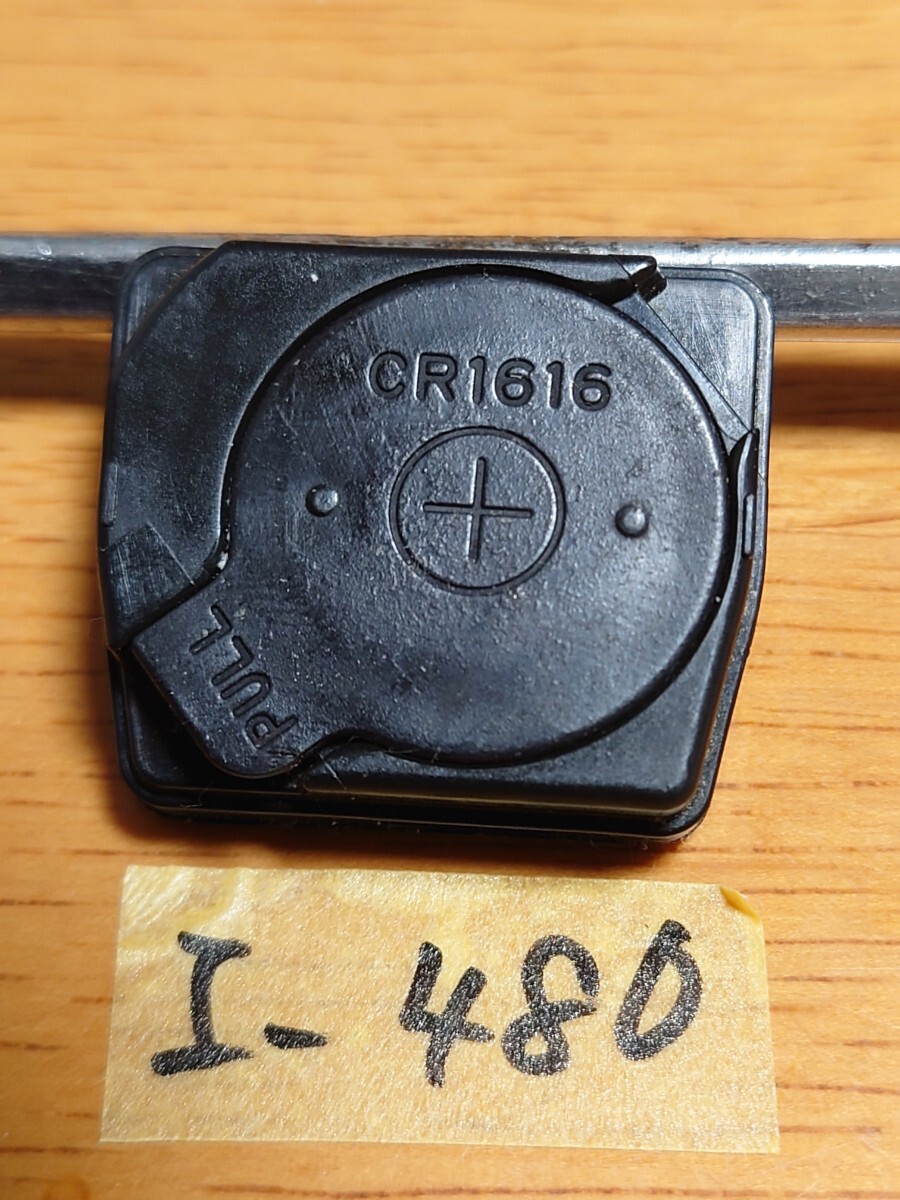 CR1616
+
PULL
I-480